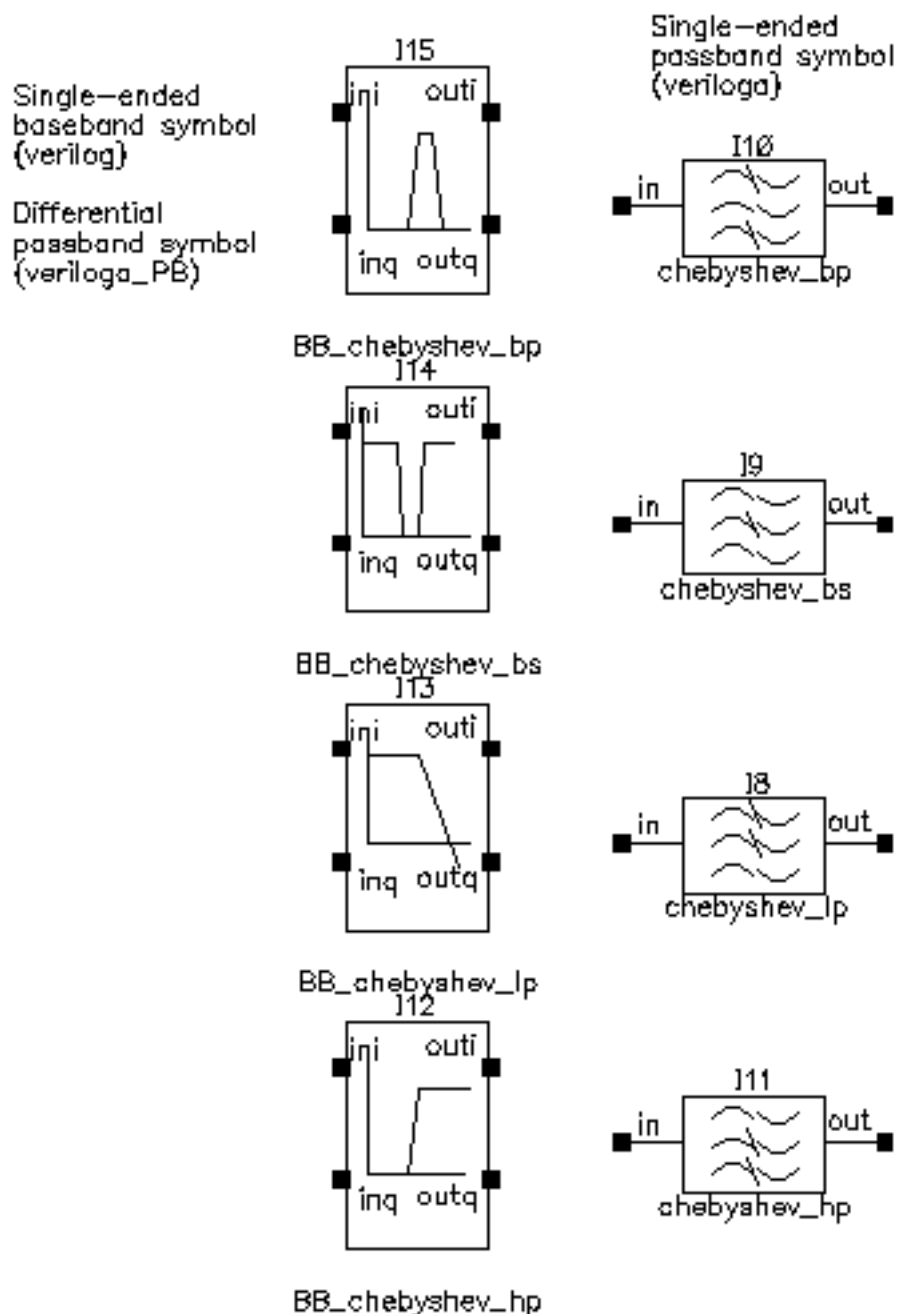 Single-ended
baseband symbol
(verilog)
Differential
passband symbol
(veriloga_PB)
Single-ended
passband symbol
(veriloga)
I15
ini outi
inq outq
BB_chebyshev_bp
I10
in out
chebyshev_bp
I14
ini outi
inq outq
BB_chebyshev_bs
I9
in out
chebyshev_bs
I13
ini outi
inq outq
BB_chebyshev_lp
I8
in out
chebyshev_lp
I12
ini outi
inq outq
BB_chebyshev_hp
I11
in out
chebyshev_hp